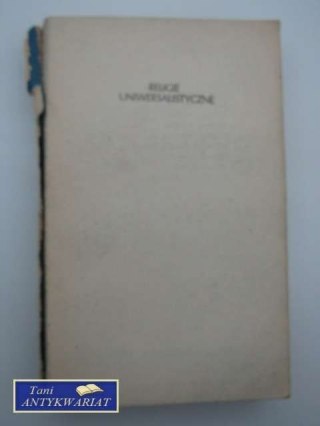 RELIGIE
UNIWERSALISTYCZNE
Tani
ANTYKWARIAT